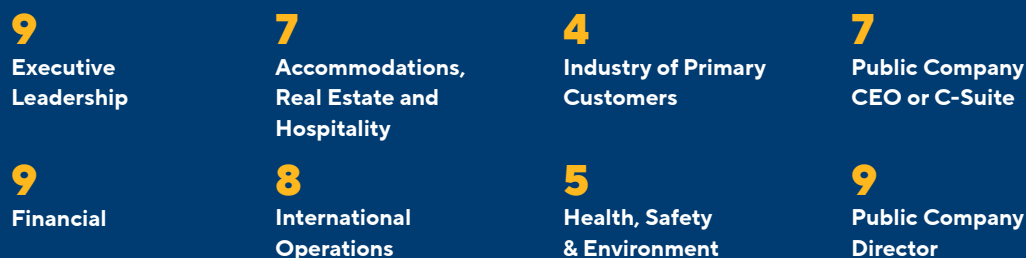 9
Executive
Leadership
7
Accommodations,
Real Estate and
Hospitality
4
Industry of Primary
Customers
7
Public Company
CEO or C-Suite
9
Financial
8
International
Operations
5
Health, Safety
& Environment
9
Public Company
Director